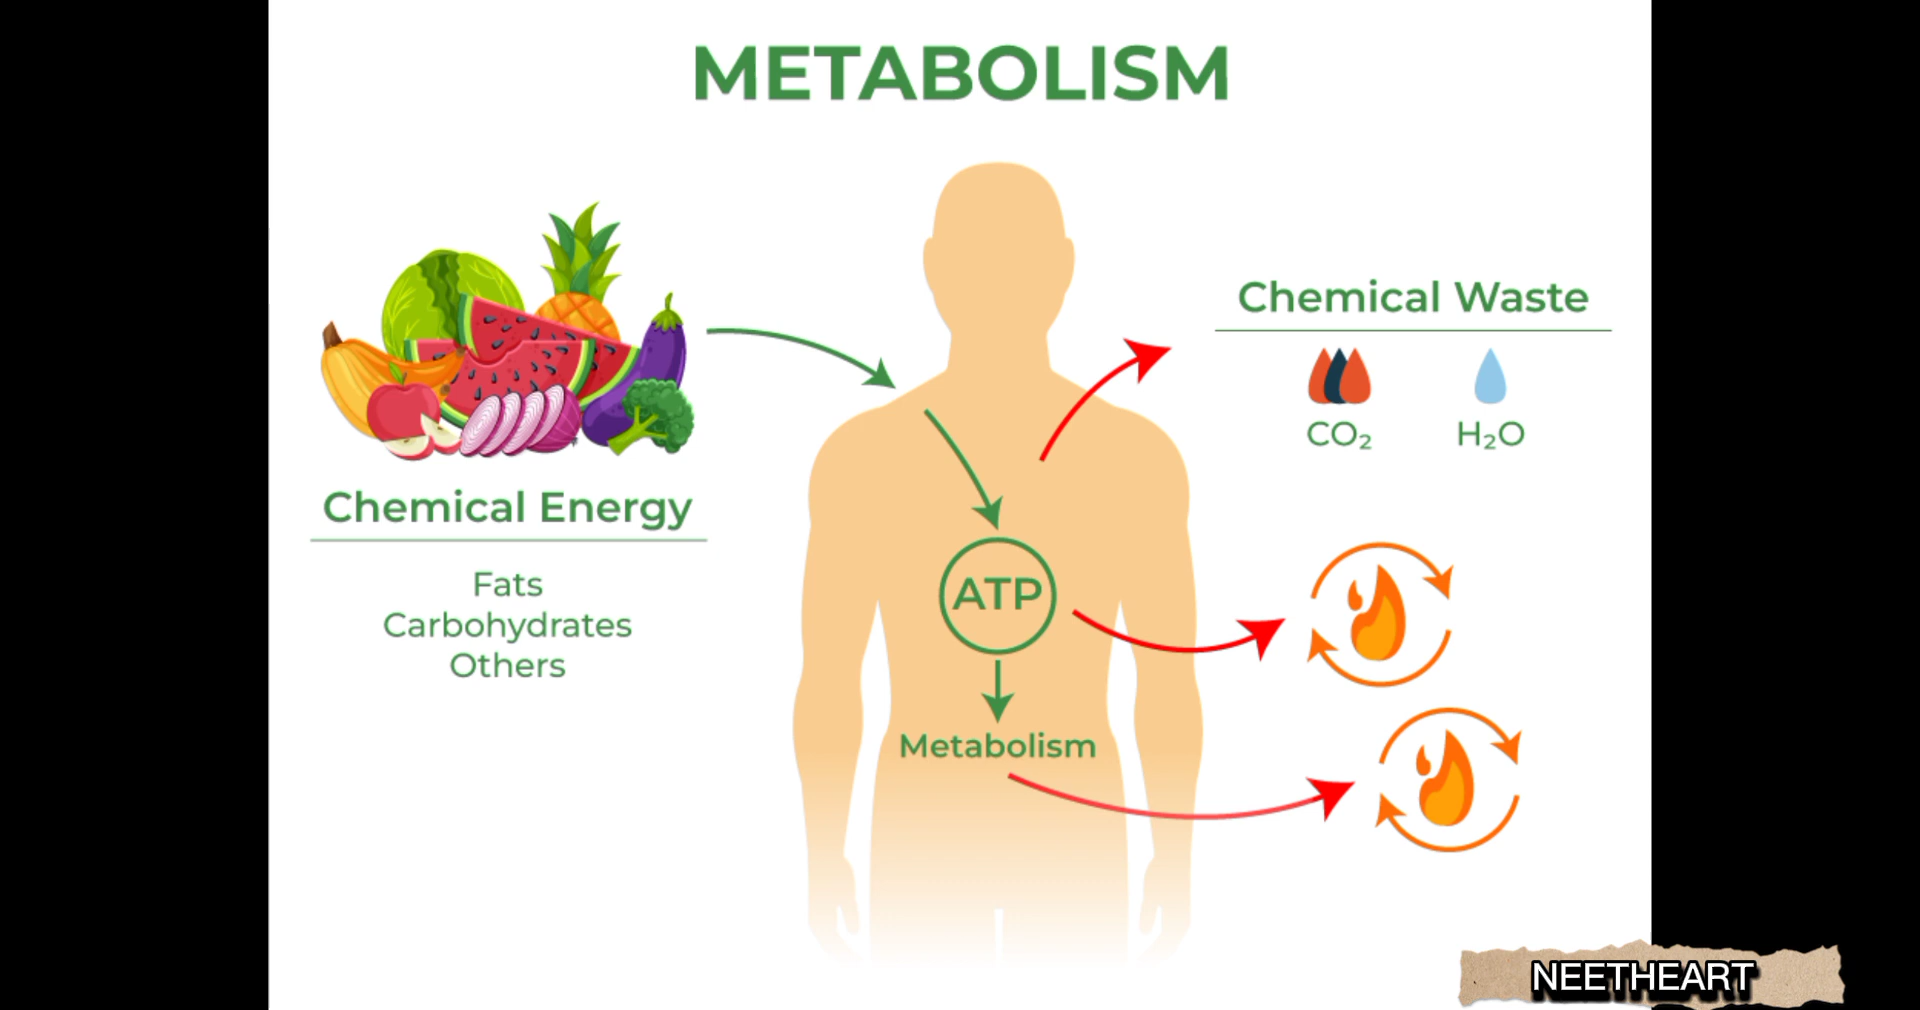 METABOLISM
Chemical Energy
Fats
Carbohydrates
Others
ATP
Metabolism
Chemical Waste
CO₂
H₂O
NEETHEART